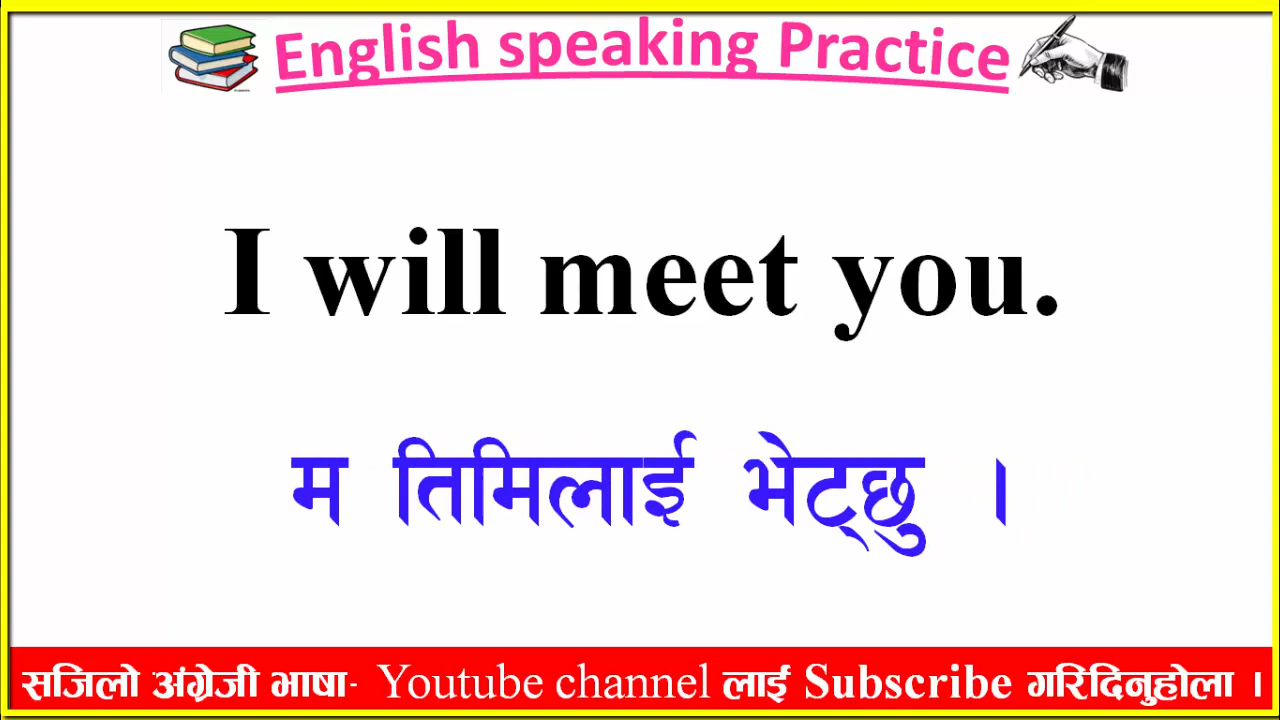 English speaking Practice
I will meet you.
म तिमिलाई भेट्छु ।
सजिलो अंग्रेजी भाषा- Youtube channel लाई Subscribe गरिदिनुहोला ।